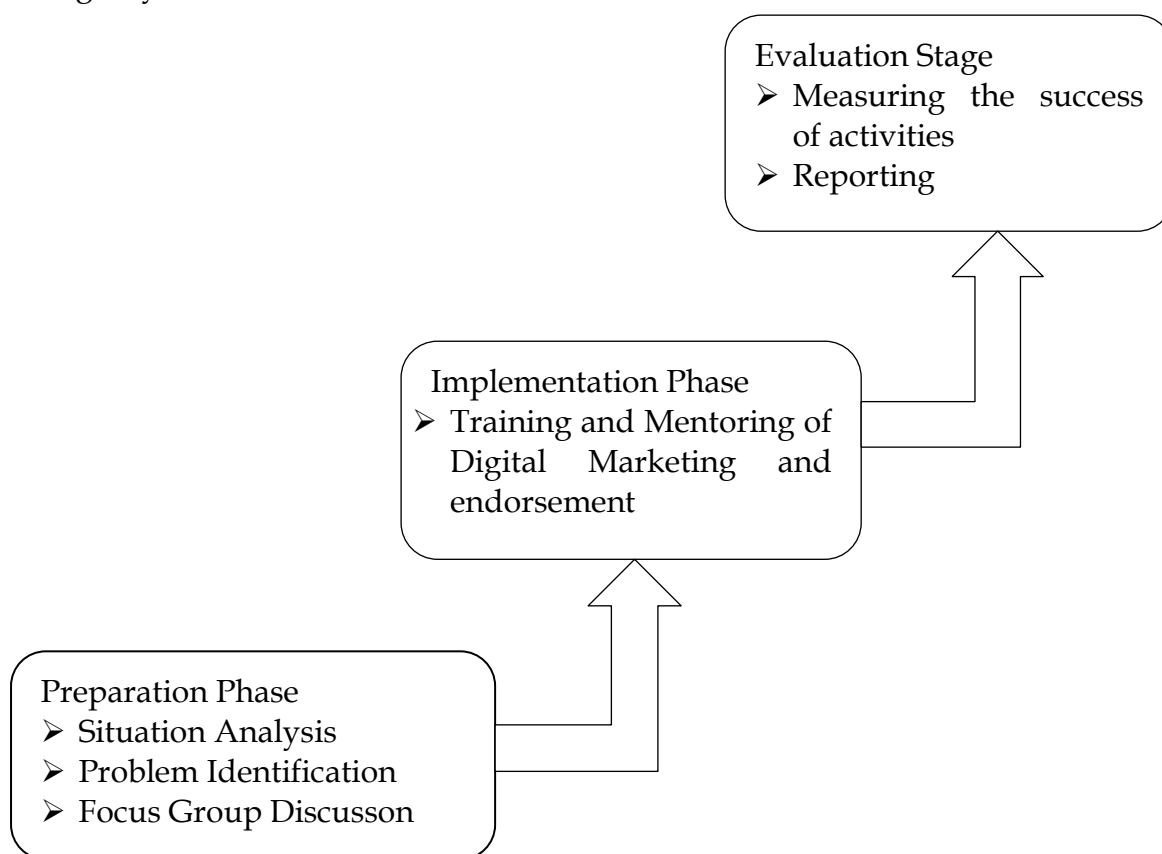 Evaluation Stage
➢ Measuring the success
of activities
➢ Reporting
Implementation Phase
➢ Training and Mentoring of
Digital Marketing and
endorsement
Preparation Phase
➢ Situation Analysis
➢ Problem Identification
➢ Focus Group Discusson